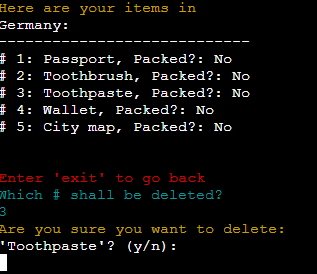 Here are your items in
Germany:
----------------------------
# 1: Passport, Packed?: No
# 2: Toothbrush, Packed?: No
# 3: Toothpaste, Packed?: No
# 4: Wallet, Packed?: No
# 5: City map, Packed?: No
Enter 'exit' to go back
Which # shall be deleted?
3
Are you sure you want to delete:
'Toothpaste'? (y/n):